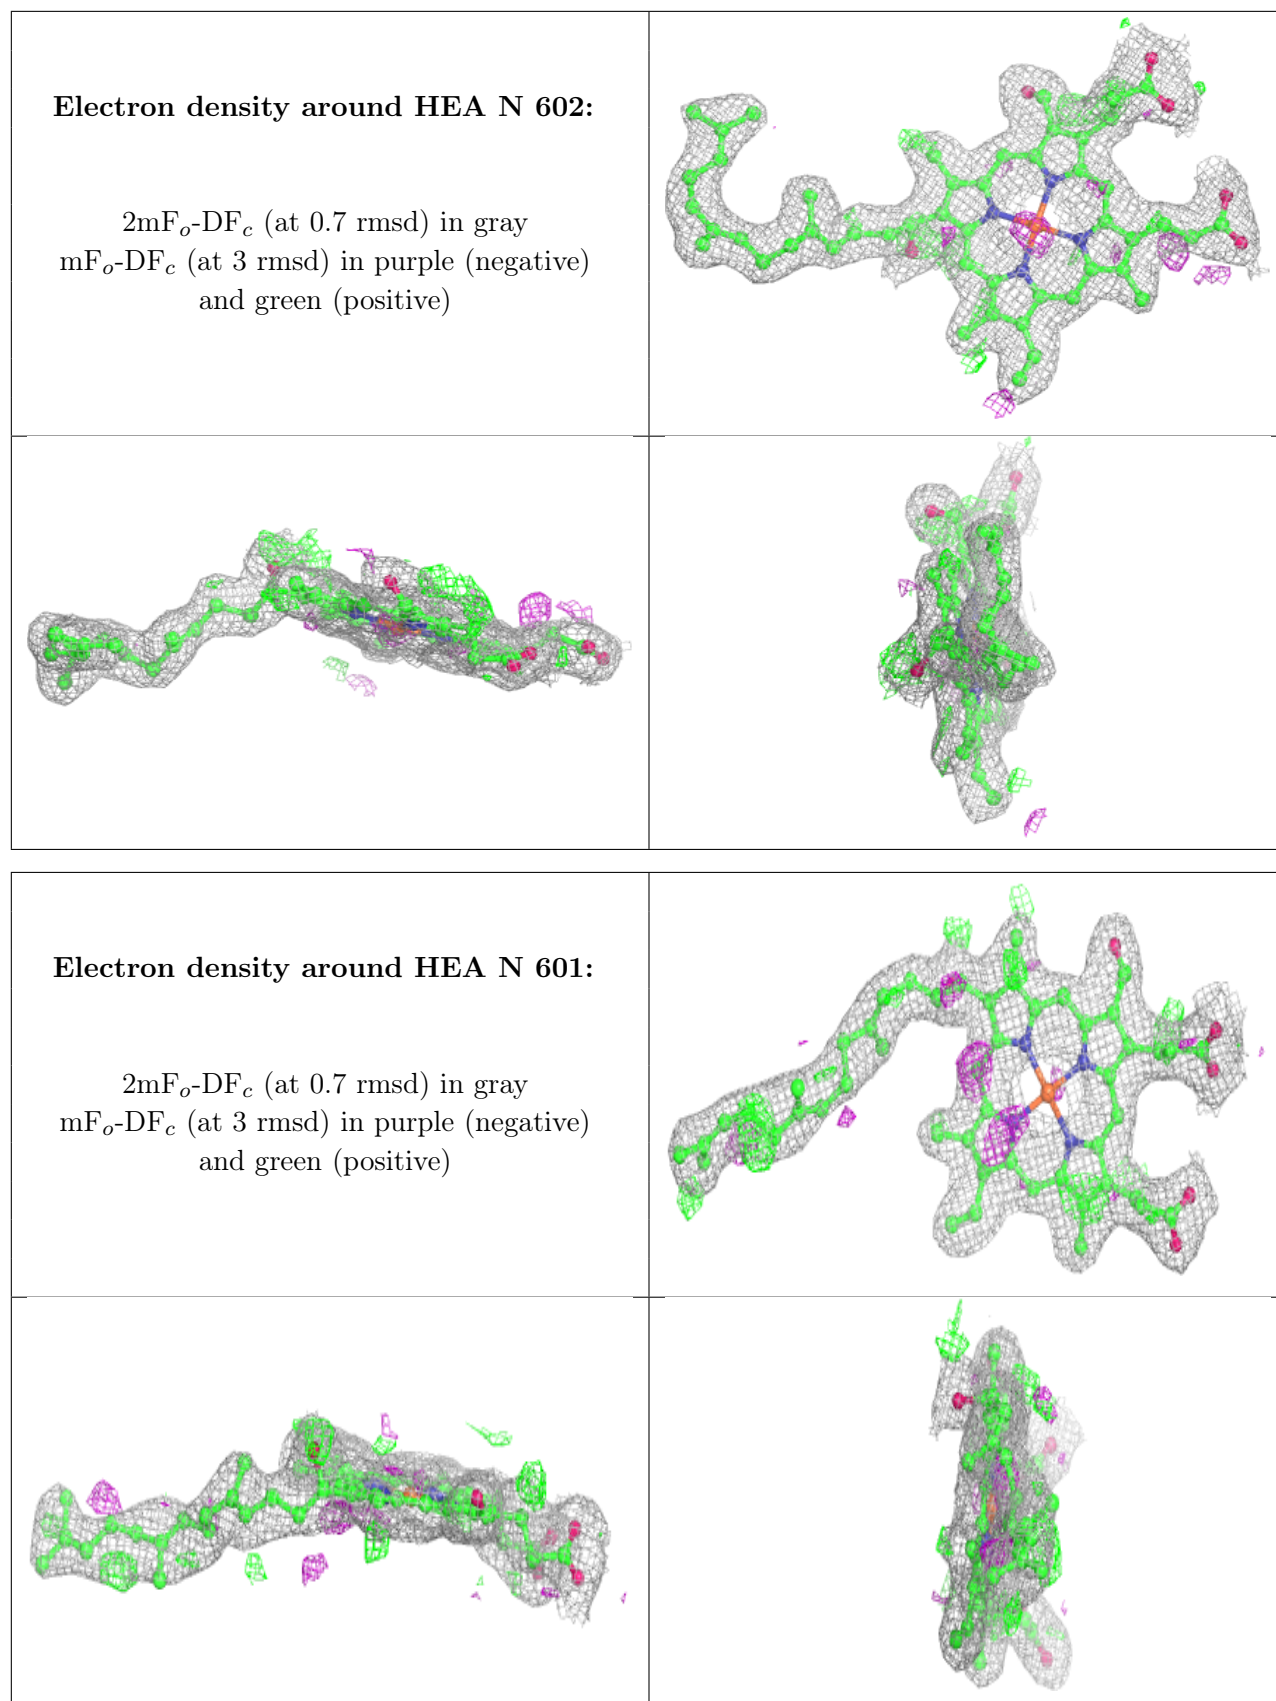 Electron density around HEA N 602:
2mFo-DFc (at 0.7 rmsd) in gray
mFo-DFc (at 3 rmsd) in purple (negative)
and green (positive)
Electron density around HEA N 601:
2mFo-DFc (at 0.7 rmsd) in gray
mFo-DFc (at 3 rmsd) in purple (negative)
and green (positive)